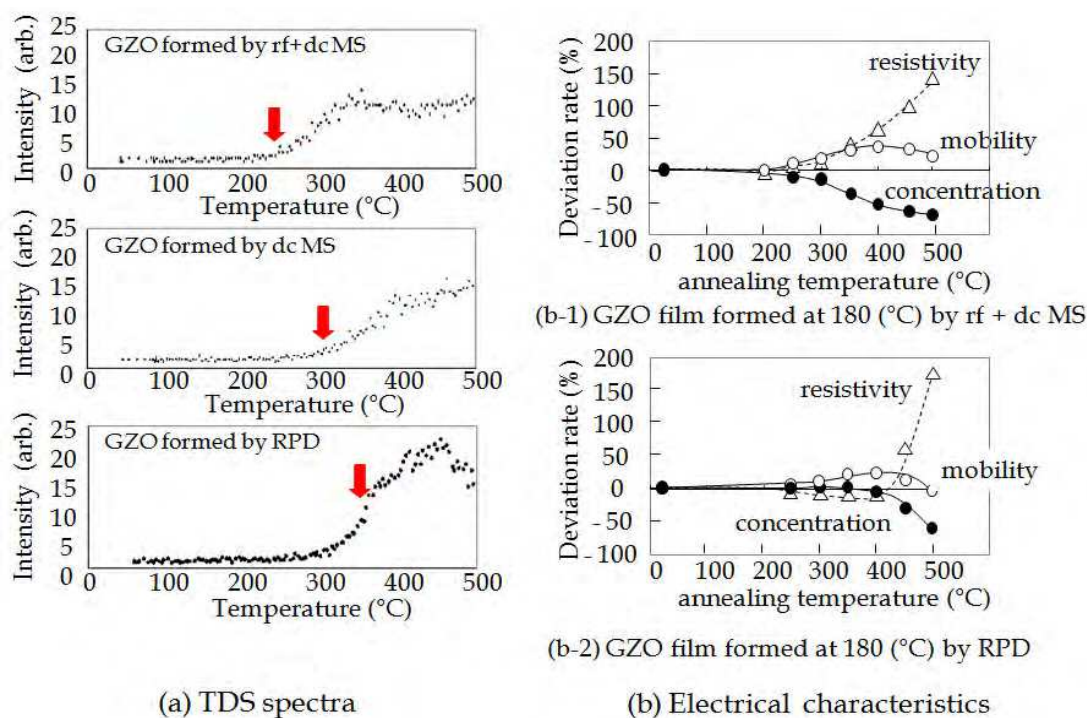 25
20
15
10
5
0
Intensity (arb.)
GZO formed by rf+dc MS
0 100 200 300 400 500
Temperature (°C)
25
20
15
10
5
0
Intensity (arb.)
GZO formed by dc MS
0 100 200 300 400 500
Temperature (°C)
25
20
15
10
5
0
Intensity (arb.)
GZO formed by RPD
0 100 200 300 400 500
Temperature (°C)
(a) TDS spectra
200
150
100
50
0
-50
-100
Deviation rate (%)
resistivity
mobility
concentration
0 100 200 300 400 500
annealing temperature (°C)
(b-1) GZO film formed at 180 (°C) by rf + dc MS
200
150
100
50
0
-50
-100
Deviation rate (%)
resistivity
mobility
concentration
0 100 200 300 400 500
annealing temperature (°C)
(b-2) GZO film formed at 180 (°C) by RPD
(b) Electrical characteristics